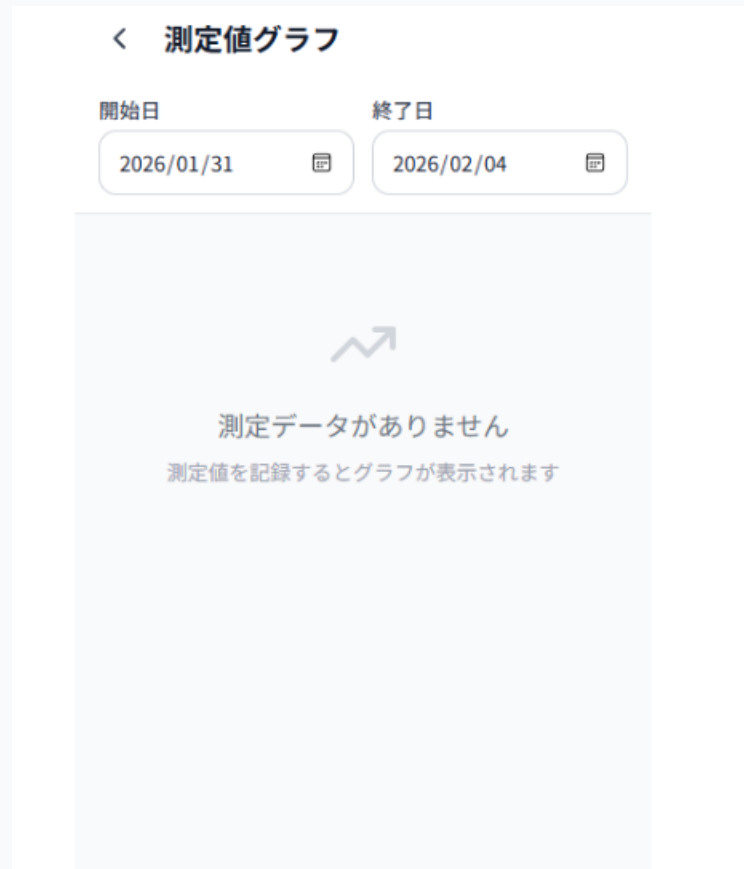 測定値グラフ
開始日 終了日
2026/01/31 2026/02/04
測定データがありません
測定値を記録するとグラフが表示されます